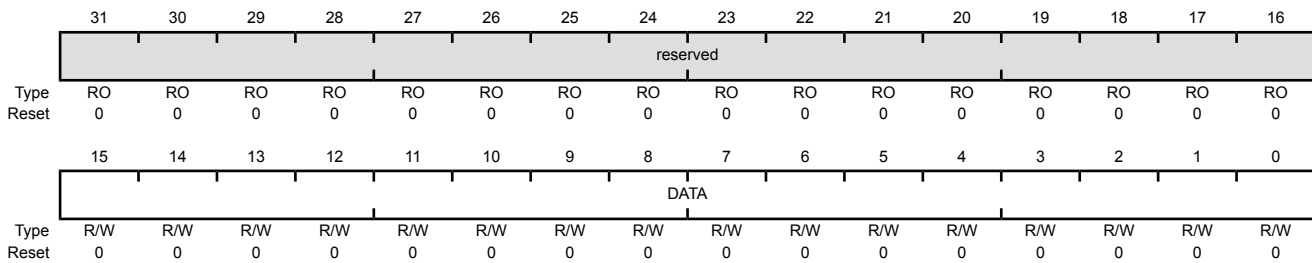 31 30 29 28 27 26 25 24 23 22 21 20 19 18 17 16
reserved
Type RO RO RO RO RO RO RO RO RO RO RO RO RO RO RO RO
Reset 0 0 0 0 0 0 0 0 0 0 0 0 0 0 0 0
15 14 13 12 11 10 9 8 7 6 5 4 3 2 1 0
DATA
Type R/W R/W R/W R/W R/W R/W R/W R/W R/W R/W R/W R/W R/W R/W R/W R/W
Reset 0 0 0 0 0 0 0 0 0 0 0 0 0 0 0 0